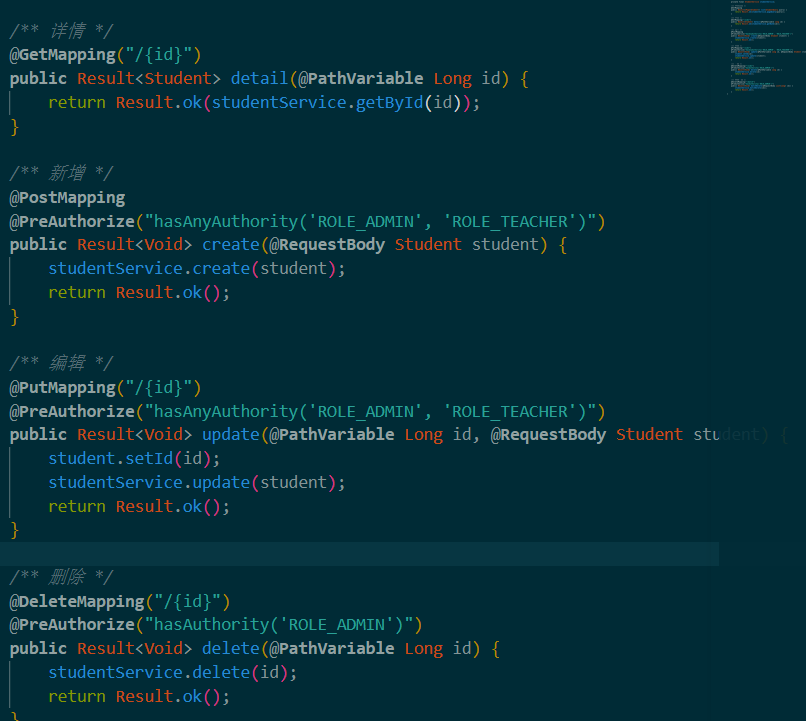 /** 详情 */
@GetMapping("/{id}")
public Result<Student> detail(@PathVariable Long id) {
    return Result.ok(studentService.getById(id));
}
/** 新增 */
@PostMapping
@PreAuthorize("hasAnyAuthority('ROLE_ADMIN', 'ROLE_TEACHER')")
public Result<Void> create(@RequestBody Student student) {
    studentService.create(student);
    return Result.ok();
}
/** 编辑 */
@PutMapping("/{id}")
@PreAuthorize("hasAnyAuthority('ROLE_ADMIN', 'ROLE_TEACHER')")
public Result<Void> update(@PathVariable Long id, @RequestBody Student student) {
    student.setId(id);
    studentService.update(student);
    return Result.ok();
}
/** 删除 */
@DeleteMapping("/{id}")
@PreAuthorize("hasAuthority('ROLE_ADMIN')")
public Result<Void> delete(@PathVariable Long id) {
    studentService.delete(id);
    return Result.ok();
}